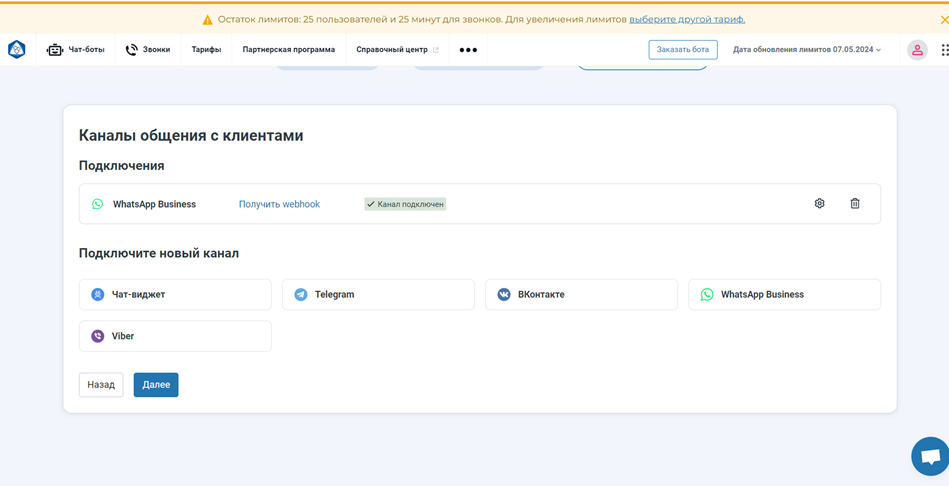 Остаток лимитов: 25 пользователей и 25 минут для звонков. Для увеличения лимитов выберите другой тариф.
Чат-боты Звонки Тарифы Партнерская программа Справочный центр Заказать бота Дата обновления лимитов 07.05.2024
Каналы общения с клиентами
Подключения
WhatsApp Business Получить webhook Канал подключен
Подключите новый канал
Чат-виджет Telegram ВКонтакте WhatsApp Business
Viber
Назад Далее